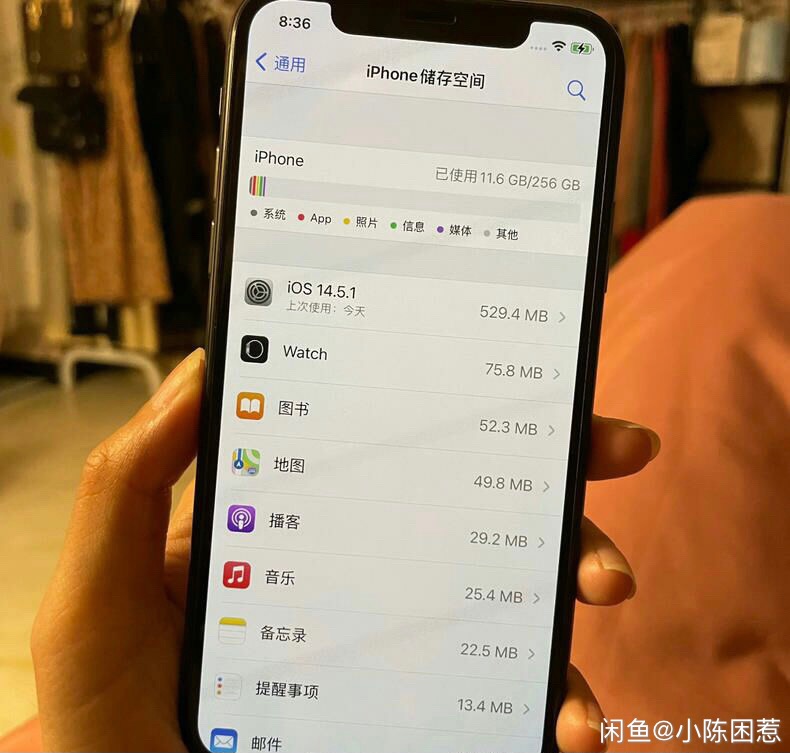 8:36
通用
iPhone储存空间
iPhone
已使用 11.6 GB/256 GB
系统 App 照片 信息 媒体 其他
iOS 14.5.1
上次使用：今天
529.4 MB
Watch
75.8 MB
图书
52.3 MB
地图
49.8 MB
播客
29.2 MB
音乐
25.4 MB
备忘录
22.5 MB
提醒事项
13.4 MB
邮件
闲鱼@小陈困惹